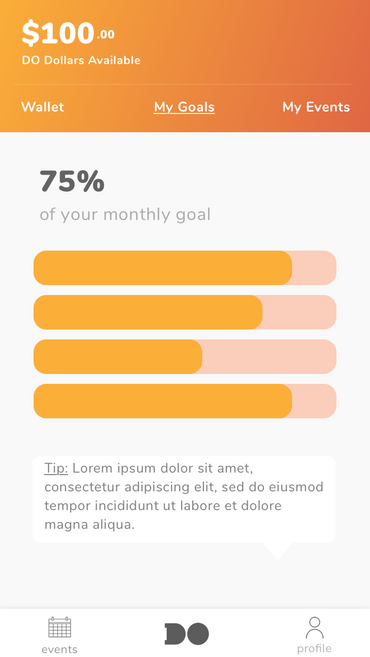 $100.00
DO Dollars Available
Wallet My Goals My Events
75%
of your monthly goal
Tip: Lorem ipsum dolor sit amet,
consectetur adipiscing elit, sed do eiusmod
tempor incididunt ut labore et dolore
magna aliqua.
DO
events profile